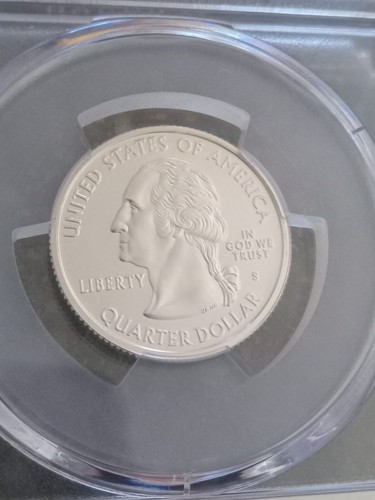 UNITED STATES OF AMERICA
LIBERTY
IN
GOD WE
TRUST
S
QUARTER DOLLAR